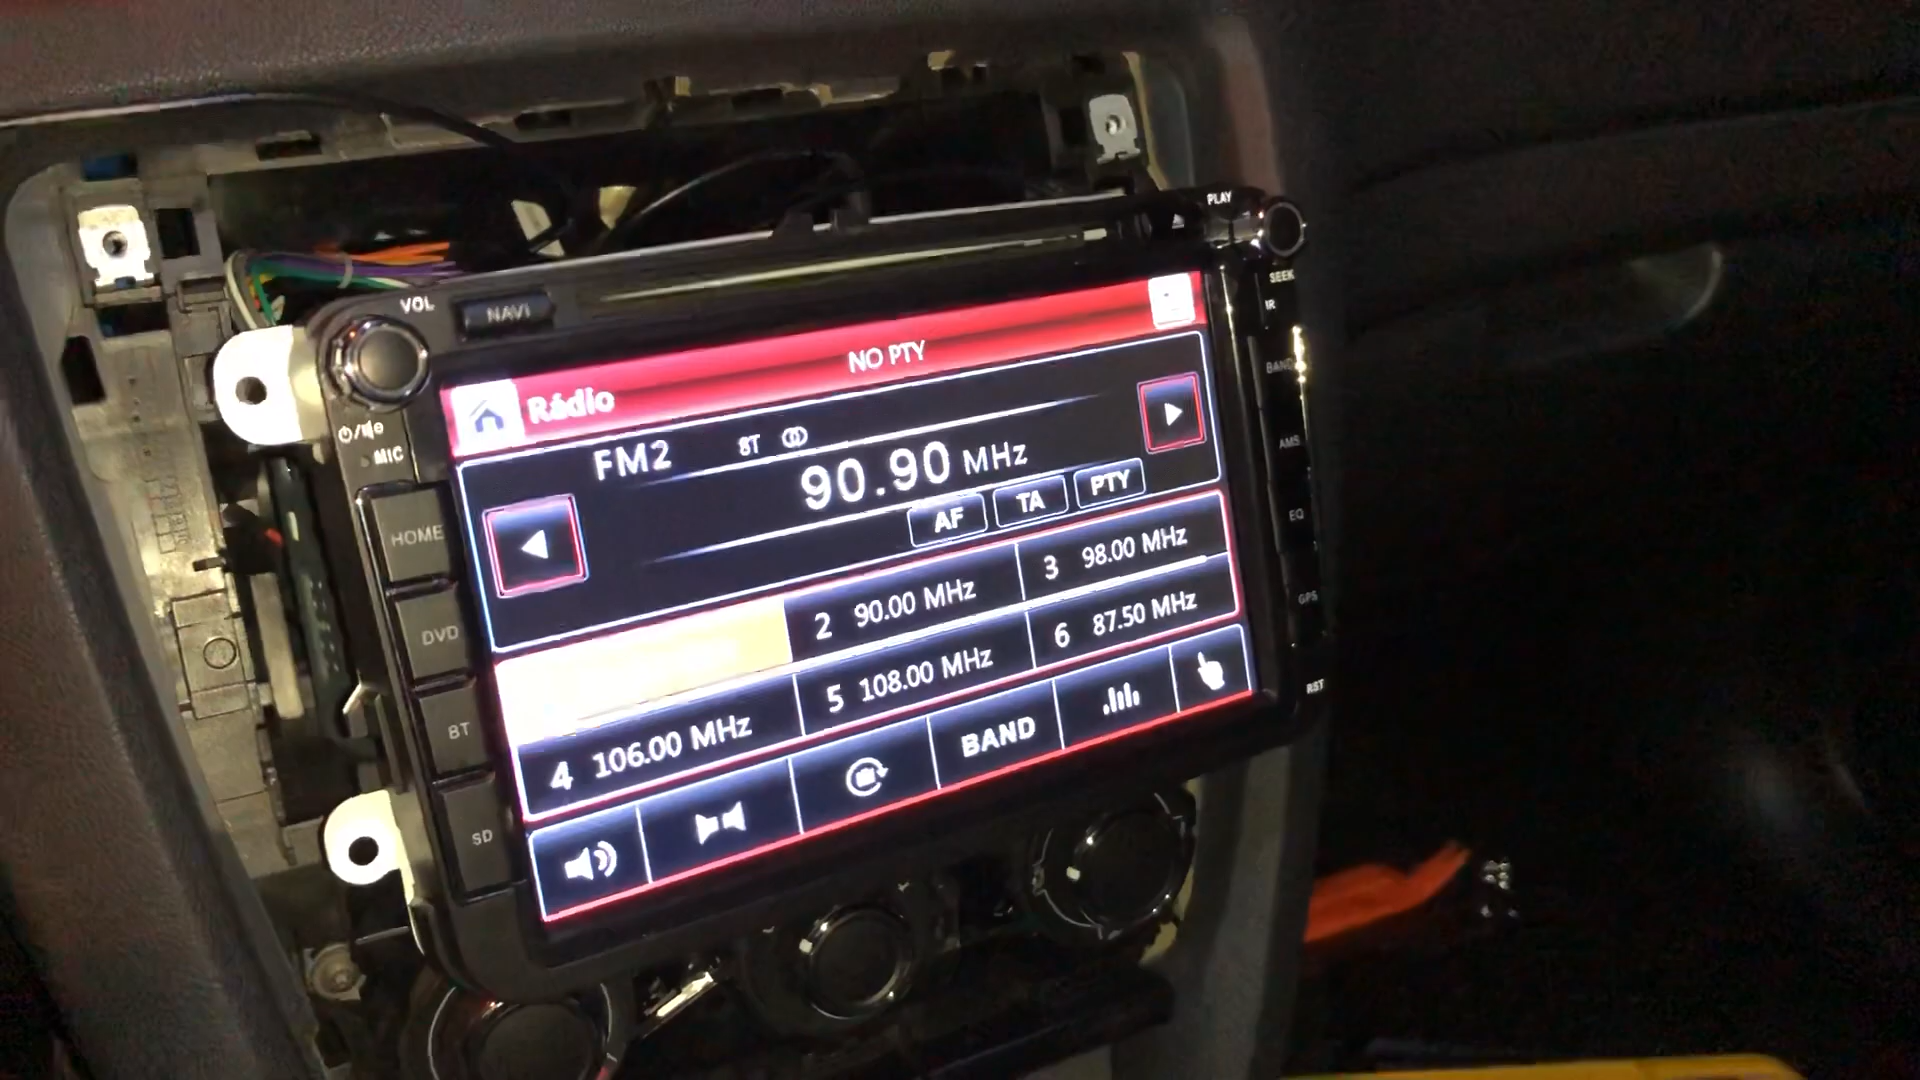 PLAY
VOL
NAVI
SEEK
IR
NO PTY
Rádio
BAND
FM2 ST
90.90 MHz
MIC
AMS
AF TA PTY
HOME
EQ
2 90.00 MHz
3 98.00 MHz
DVD
GPS
4 106.00 MHz
5 108.00 MHz
6 87.50 MHz
BT
RST
BAND
SD